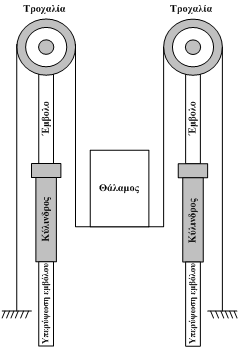 Τροχαλία
Τροχαλία
Έμβολο
Έμβολο
Θάλαμος
Κύλινδρος
Κύλινδρος
Υπερύψωση εμβόλου
Υπερύψωση εμβόλου